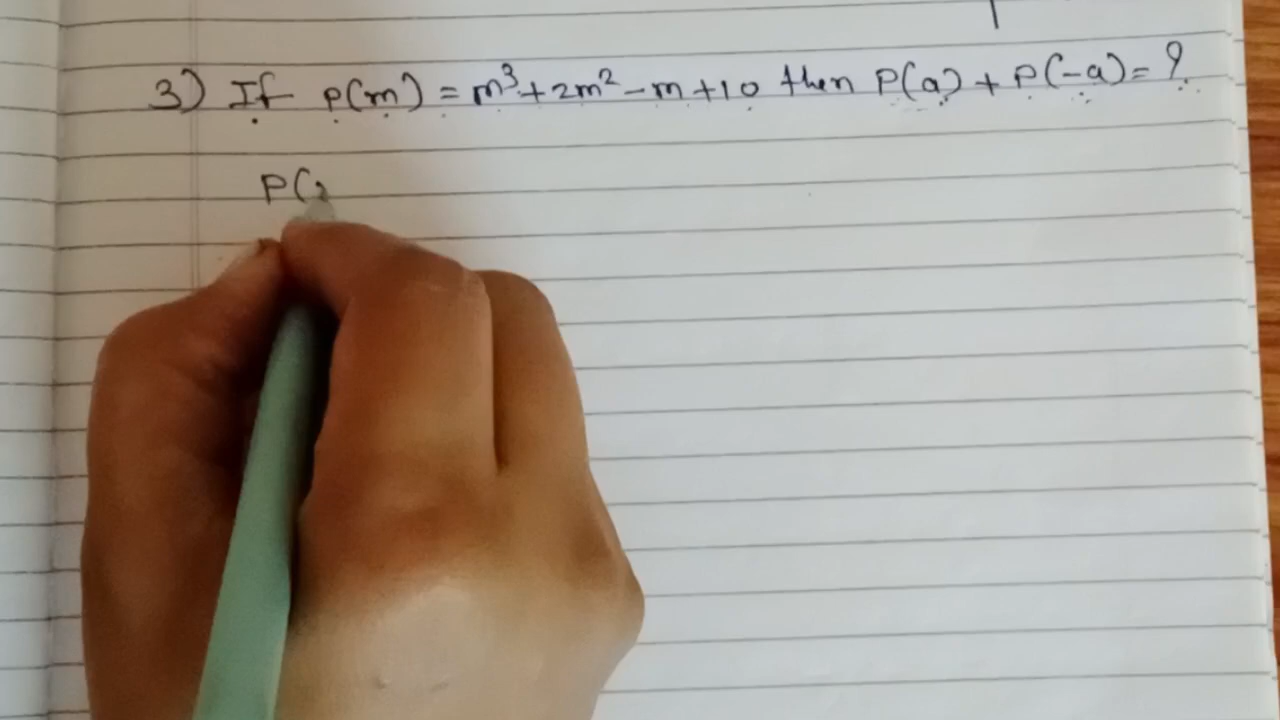 3) If p(m) = m³+2m²-m+10 then P(a) + P(-a) = ?
P(